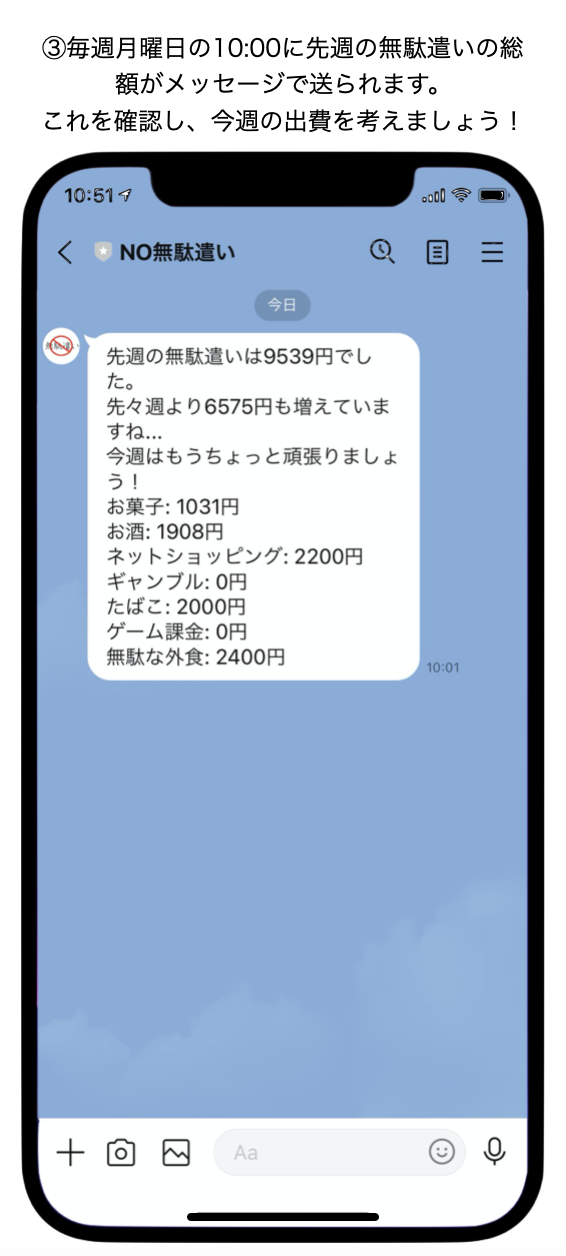 ③毎週月曜日の10:00に先週の無駄遣いの総
額がメッセージで送られます。
これを確認し、今週の出費を考えましょう！
10:51
NO無駄遣い
今日
無駄遣い
先週の無駄遣いは9539円でし
た。
先々週より6575円も増えていま
すね...
今週はもうちょっと頑張りましょ
う！
お菓子: 1031円
お酒: 1908円
ネットショッピング: 2200円
ギャンブル: 0円
たばこ: 2000円
ゲーム課金: 0円
無駄な外食: 2400円
10:01
Aa